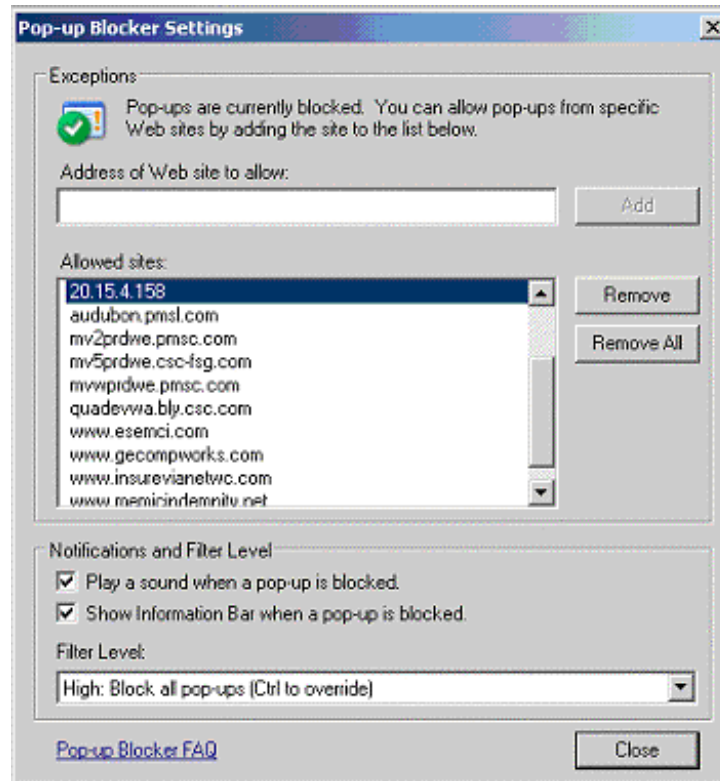 Pop-up Blocker Settings
Exceptions
Pop-ups are currently blocked. You can allow pop-ups from specific
Web sites by adding the site to the list below.
Address of Web site to allow:
Add
Allowed sites:
20.15.4.158
Remove
audubon.pmsl.com
mv2prdwe.pmsc.com
Remove All
mv5prdwe.csc-fsg.com
mvwprdwe.pmsc.com
quadevwa.bly.csc.com
www.esemci.com
www.gecompworks.com
www.insurevianetwc.com
www.memicindemnity.net
Notifications and Filter Level
Play a sound when a pop-up is blocked.
Show Information Bar when a pop-up is blocked.
Filter Level:
High: Block all pop-ups (Ctrl to override)
Pop-up Blocker FAQ
Close